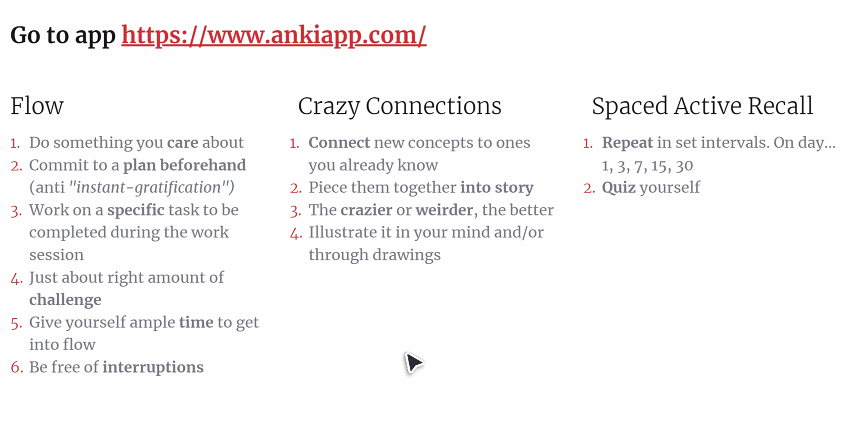 Go to app https://www.ankiapp.com/
Flow
1. Do something you care about
2. Commit to a plan beforehand
(anti "instant-gratification")
3. Work on a specific task to be
completed during the work
session
4. Just about right amount of
challenge
5. Give yourself ample time to get
into flow
6. Be free of interruptions
Crazy Connections
1. Connect new concepts to ones
you already know
2. Piece them together into story
3. The crazier or weirder, the better
4. Illustrate it in your mind and/or
through drawings
Spaced Active Recall
1. Repeat in set intervals. On day...
1, 3, 7, 15, 30
2. Quiz yourself